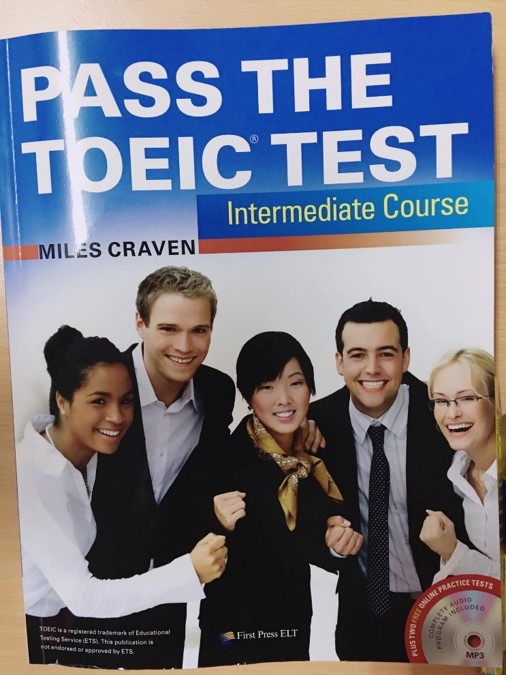 PASS THE
TOEIC® TEST
Intermediate Course
MILES CRAVEN
PLUS TWO FREE ONLINE PRACTICE TESTS
COMPLETE AUDIO
PROGRAM INCLUDED
MP3
TOEIC is a registered trademark of Educational
Testing Service (ETS). This publication is
not endorsed or approved by ETS.
First Press ELT